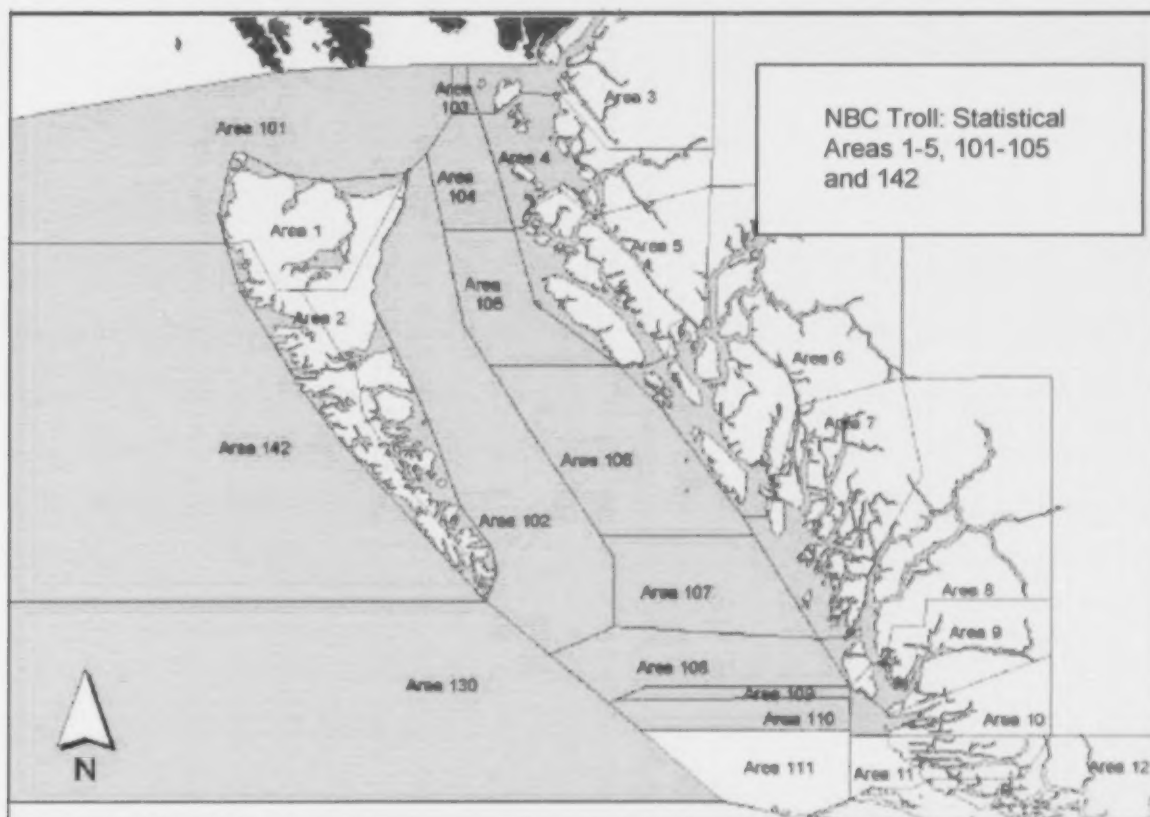 Area 103
Area 3
NBC Troll: Statistical
Areas 1-5, 101-105
and 142
Area 101
Area 4
Area 104
Area 1
Area 5
Area 105
Area 2
Area 6
Area 7
Area 142
Area 106
Area 102
Area 107
Area 8
Area 9
Area 108
Area 130
Area 109
Area 110
Area 10
Area 111
Area 11
Area 12
N